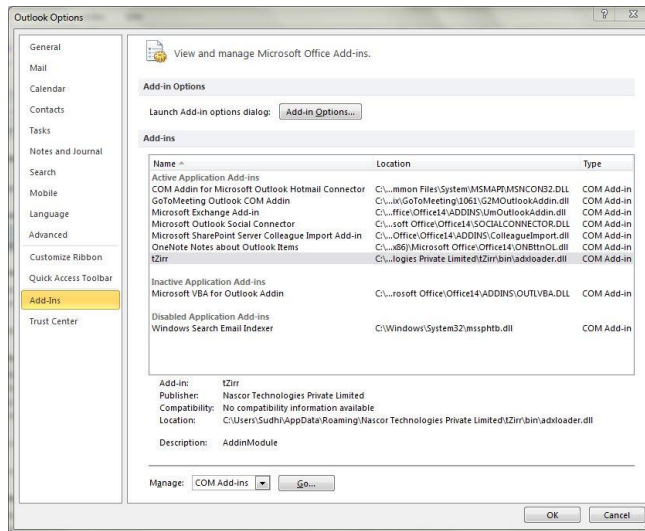 Outlook Options
General
Mail
Calendar
Contacts
Tasks
Notes and Journal
Search
Mobile
Language
Advanced
Customize Ribbon
Quick Access Toolbar
Add-Ins
Trust Center
View and manage Microsoft Office Add-ins.
Add-in Options
Launch Add-in options dialog: Add-in Options...
Add-ins
Name Location Type
Active Application Add-ins
COM Addin for Microsoft Outlook Hotmail Connector C:\...mmon Files\System\MSMAPI\MSNCON32.DLL COM Add-in
GoToMeeting Outlook COM Addin C:\...ix\GoToMeeting\1061\G2MOutlookAddin.dll COM Add-in
Microsoft Exchange Add-in C:\...ffice\Office14\ADDINS\UmOutlookAddin.dll COM Add-in
Microsoft Outlook Social Connector C:\...soft Office\Office14\SOCIALCONNECTOR.DLL COM Add-in
Microsoft SharePoint Server Colleague Import Add-in C:\...Office\Office14\ADDINS\ColleagueImport.dll COM Add-in
OneNote Notes about Outlook Items C:\...x86)\Microsoft Office\Office14\ONBttnOL.dll COM Add-in
tZirr C:\...logies Private Limited\tZirr\bin\adxloader.dll COM Add-in
Inactive Application Add-ins
Microsoft VBA for Outlook Addin C:\...rosoft Office\Office14\ADDINS\OUTLVBA.DLL COM Add-in
Disabled Application Add-ins
Windows Search Email Indexer C:\Windows\System32\mssphtb.dll COM Add-in
Add-in: tZirr
Publisher: Nascor Technologies Private Limited
Compatibility: No compatibility information available
Location: C:\Users\Sudhi\AppData\Roaming\Nascor Technologies Private Limited\tZirr\bin\adxloader.dll
Description: AddinModule
Manage: COM Add-ins Go...
OK Cancel